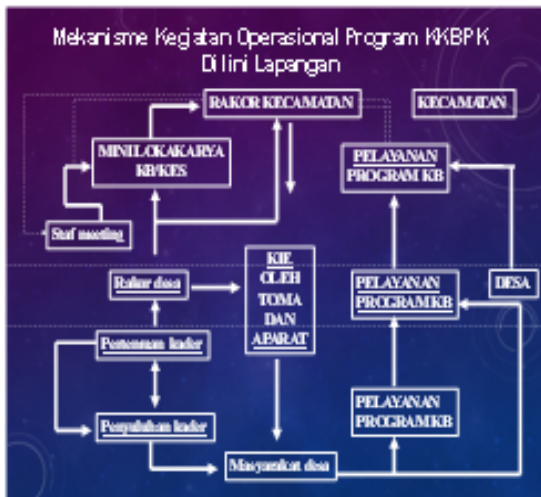 Mekanisme Kegiatan Operasional Program KKBPK
Di lini Lapangan
RAKOR KECAMATAN
KECAMATAN
MINI LOKAKARYA
KB/KES
PELAYANAN
PROGRAM KB
Staf meeting
Rakor desa
KIE
OLEH
TOMA
DAN
APARAT
PELAYANAN
PROGRAM KB
DESA
Pertemuan kader
Penyuluhan kader
PELAYANAN
PROGRAM KB
Masyarakat desa